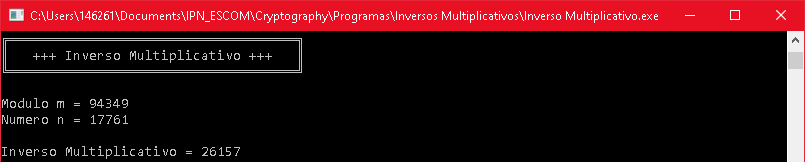 C:\Users\146261\Documents\IPN_ESCOM\Cryptography\Programas\Inversos Multiplicativos\Inverso Multiplicativo.exe
+++ Inverso Multiplicativo +++
Modulo m = 94349
Numero n = 17761
Inverso Multiplicativo = 26157